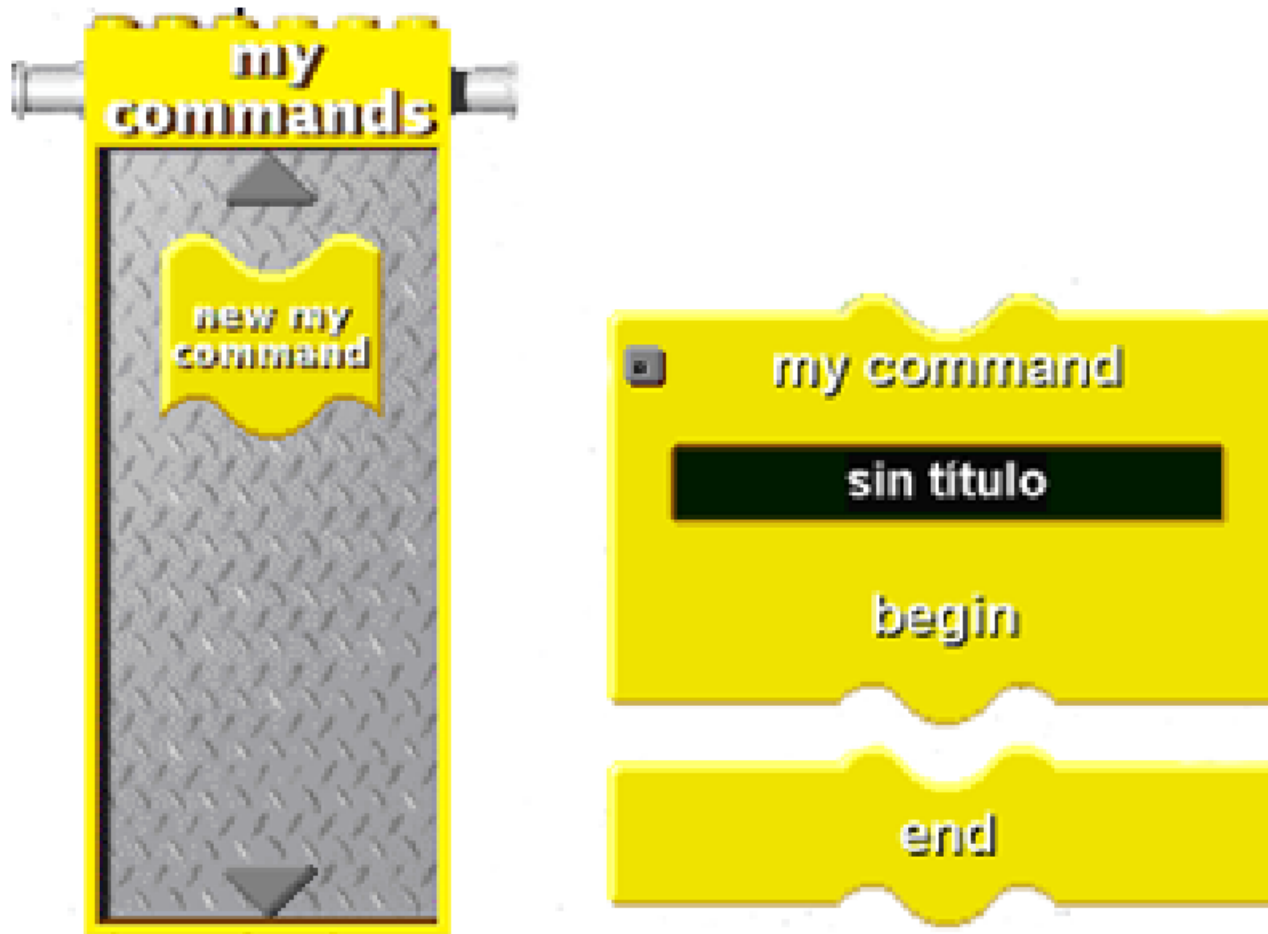 my
commands
new my
command
my command
sin título
begin
end